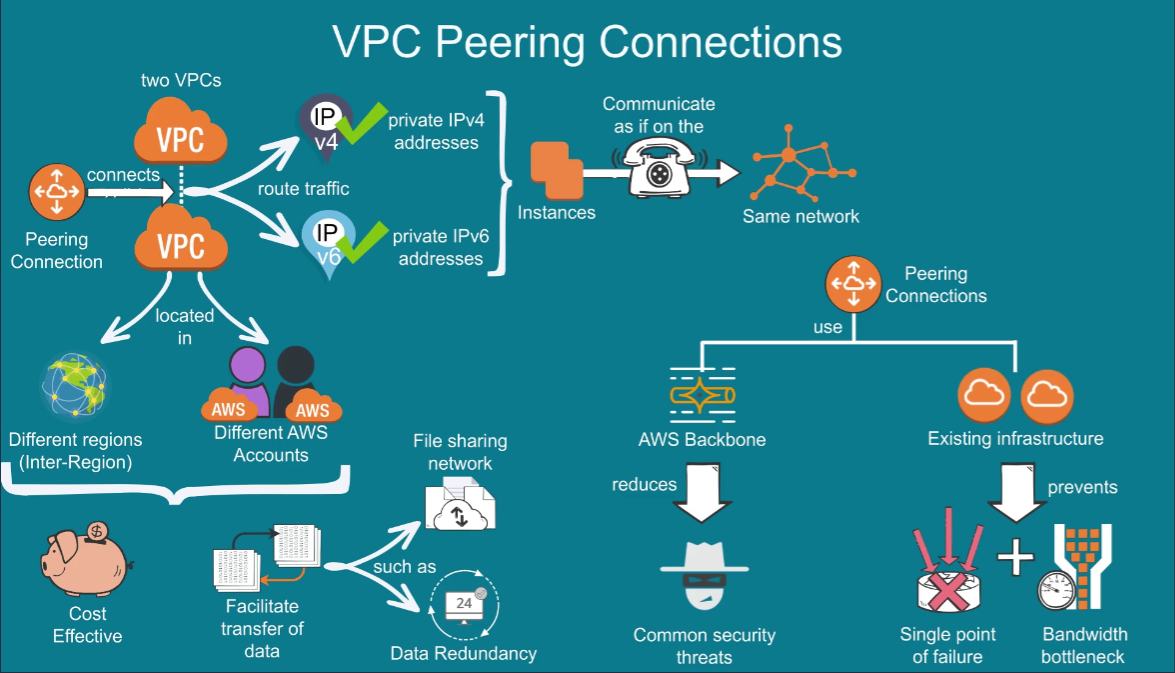 VPC Peering Connections
two VPCs
VPC
connects
Peering
Connection
VPC
IP
v4
private IPv4
addresses
route traffic
IP
v6
private IPv6
addresses
Instances
Communicate
as if on the
Same network
located
in
Different regions
(Inter-Region)
AWS
AWS
Different AWS
Accounts
$
Cost
Effective
Facilitate
transfer of
data
such as
File sharing
network
24
Data Redundancy
Peering
Connections
use
AWS Backbone
reduces
Common security
threats
Existing infrastructure
prevents
Single point
of failure
Bandwidth
bottleneck